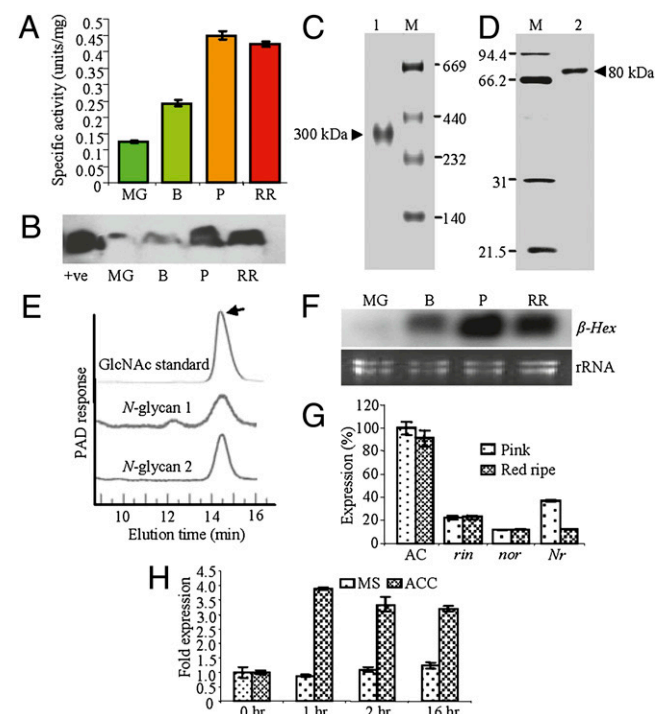 A
Specific activity (units/mg)
0.5
0.45
0.4
0.35
0.3
0.25
0.2
0.15
0.1
0.05
0
MG B P RR
B
+ve MG B P RR
C
1 M
669
440
300 kDa
232
140
D
M 2
94.4
66.2
80 kDa
31
21.5
E
PAD response
GlcNAc standard
N-glycan 1
N-glycan 2
10 12 14 16
Elution time (min)
F
MG B P RR
β-Hex
rRNA
G
Expression (%)
120
100
80
60
40
20
0
Pink
Red ripe
AC rin nor Nr
H
Fold expression
4.5
4.0
3.5
3.0
2.5
2.0
1.5
1.0
0.5
0
MS ACC
0 hr 1 hr 2 hr 16 hr